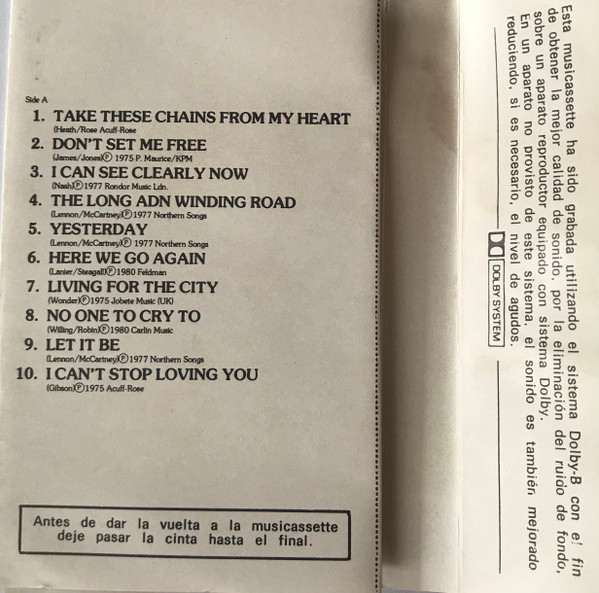 Side A
1. TAKE THESE CHAINS FROM MY HEART
(Heath/Rose Acuff-Rose
2. DON'T SET ME FREE
(James/Jones)Ⓟ 1975 P. Maurice/KPM
3. I CAN SEE CLEARLY NOW
(Nash)Ⓟ1977 Rondor Music Ldn.
4. THE LONG ADN WINDING ROAD
(Lennon/McCartney)Ⓟ1977 Northern Songs
5. YESTERDAY
(Lennon/McCartney)Ⓟ 1977 Northern Songs
6. HERE WE GO AGAIN
(Lanier/Steagall)Ⓟ1980 Feldman
7. LIVING FOR THE CITY
(Wonder)Ⓟ1975 Jobete Music (UK)
8. NO ONE TO CRY TO
(Willing/Robin)Ⓟ1980 Carlin Music
9. LET IT BE
(Lennon/McCartney)Ⓟ1977 Northern Songs
10. I CAN'T STOP LOVING YOU
(Gibson)Ⓟ1975 Acuff-Rose
Antes de dar la vuelta a la musicassette
deje pasar la cinta hasta el final.
Esta musicassette ha sido grabada utilizando el sistema Dolby-B con el fin
de obtener la mejor calidad de sonido, por la eliminación del ruido de fondo,
sobre un aparato reproductor equipado con sistema Dolby.
En un aparato no provisto de este sistema, el sonido es también mejorado
reduciendo, si es necesario, el nivel de agudos.
DOLBY SYSTEM